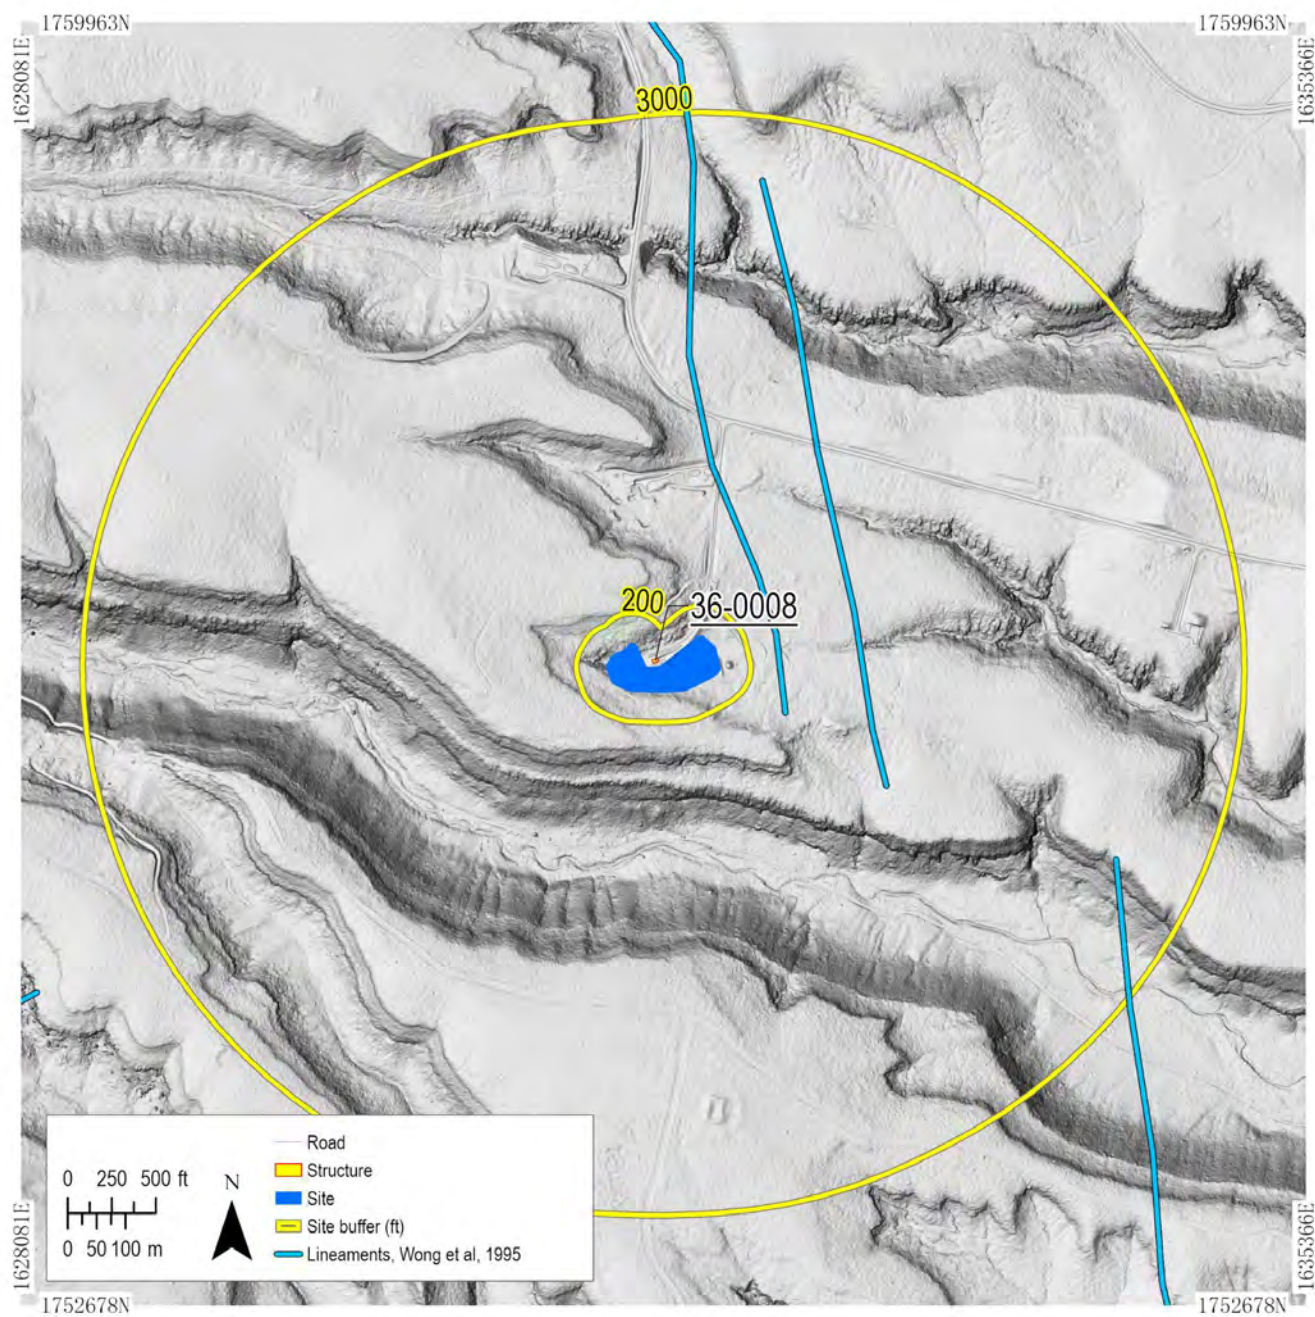 1759963N
1759963N
1628081E
1635366E
3000
200
36-0008
Road
Structure
Site
Site buffer (ft)
Lineaments, Wong et al, 1995
0 250 500 ft
0 50 100 m
N
1628081E
1635366E
1752678N
1752678N